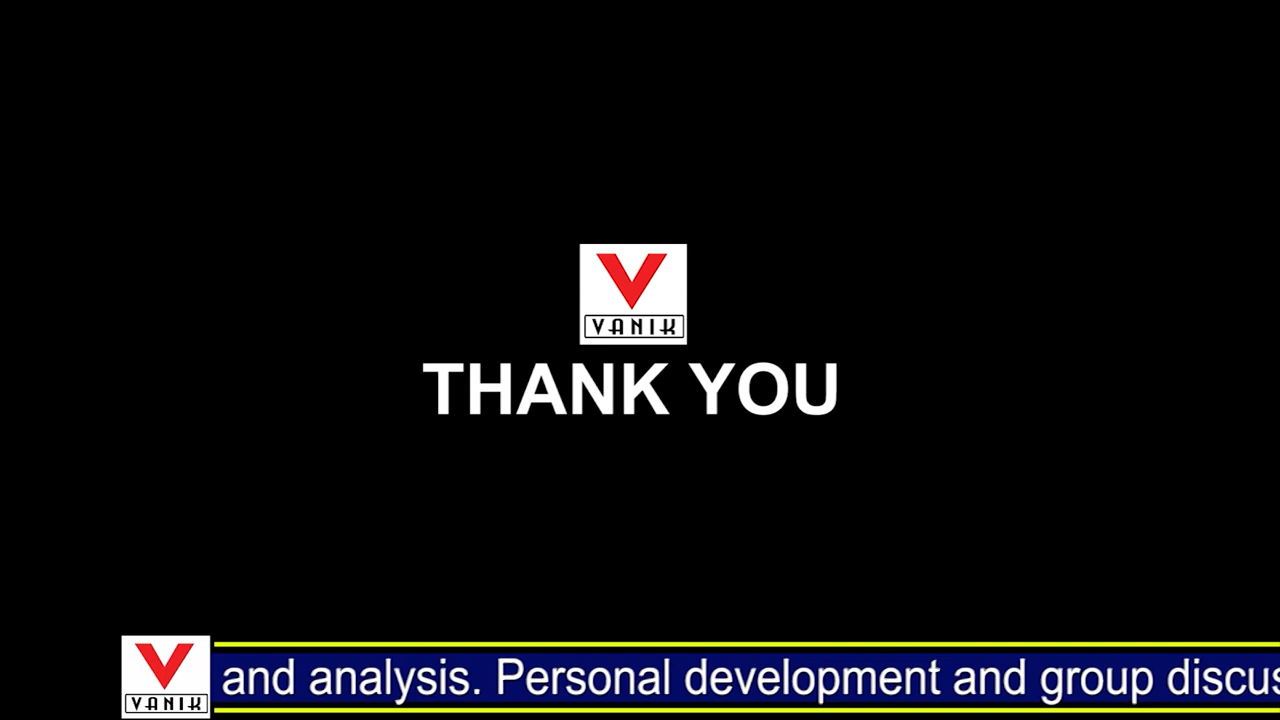 VANIK
THANK YOU
VANIK
and analysis. Personal development and group discus